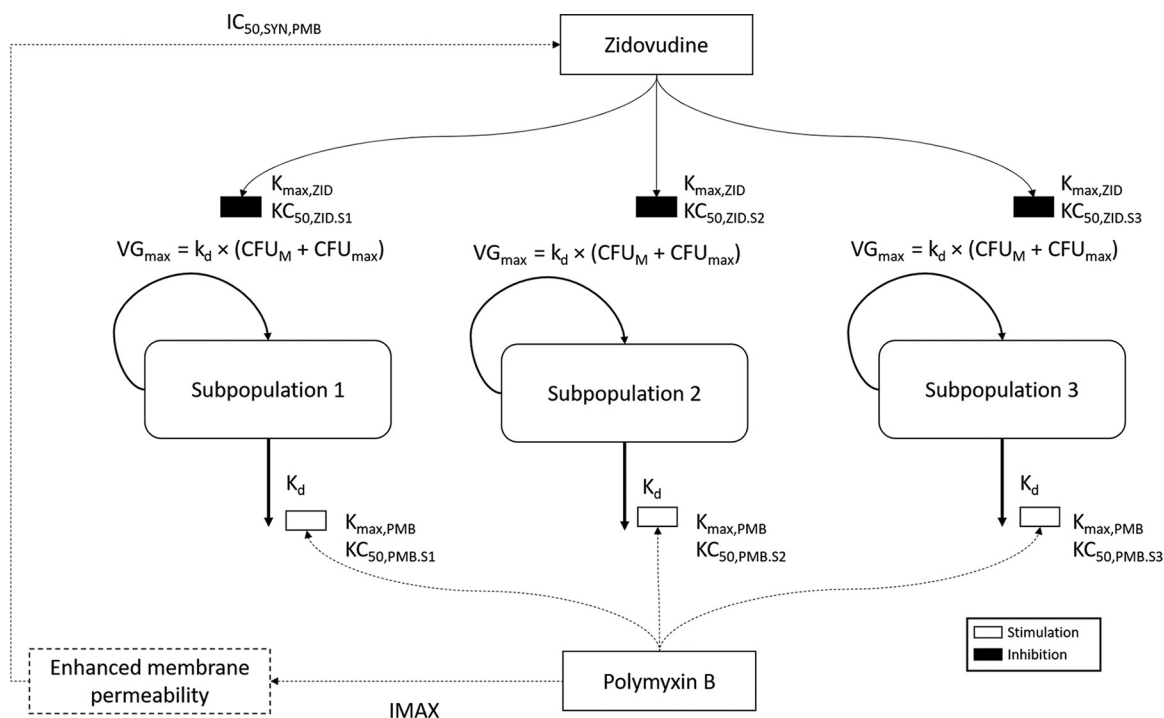 IC50,SYN,PMB
Zidovudine
Kmax,ZID
KC50,ZID.S1
Kmax,ZID
KC50,ZID.S2
Kmax,ZID
KC50,ZID.S3
VGmax = kd × (CFUM + CFUmax)
VGmax = kd × (CFUM + CFUmax)
VGmax = kd × (CFUM + CFUmax)
Subpopulation 1
Subpopulation 2
Subpopulation 3
Kd
Kmax,PMB
KC50,PMB.S1
Kd
Kmax,PMB
KC50,PMB.S2
Kd
Kmax,PMB
KC50,PMB.S3
Enhanced membrane
permeability
IMAX
Polymyxin B
Stimulation
Inhibition